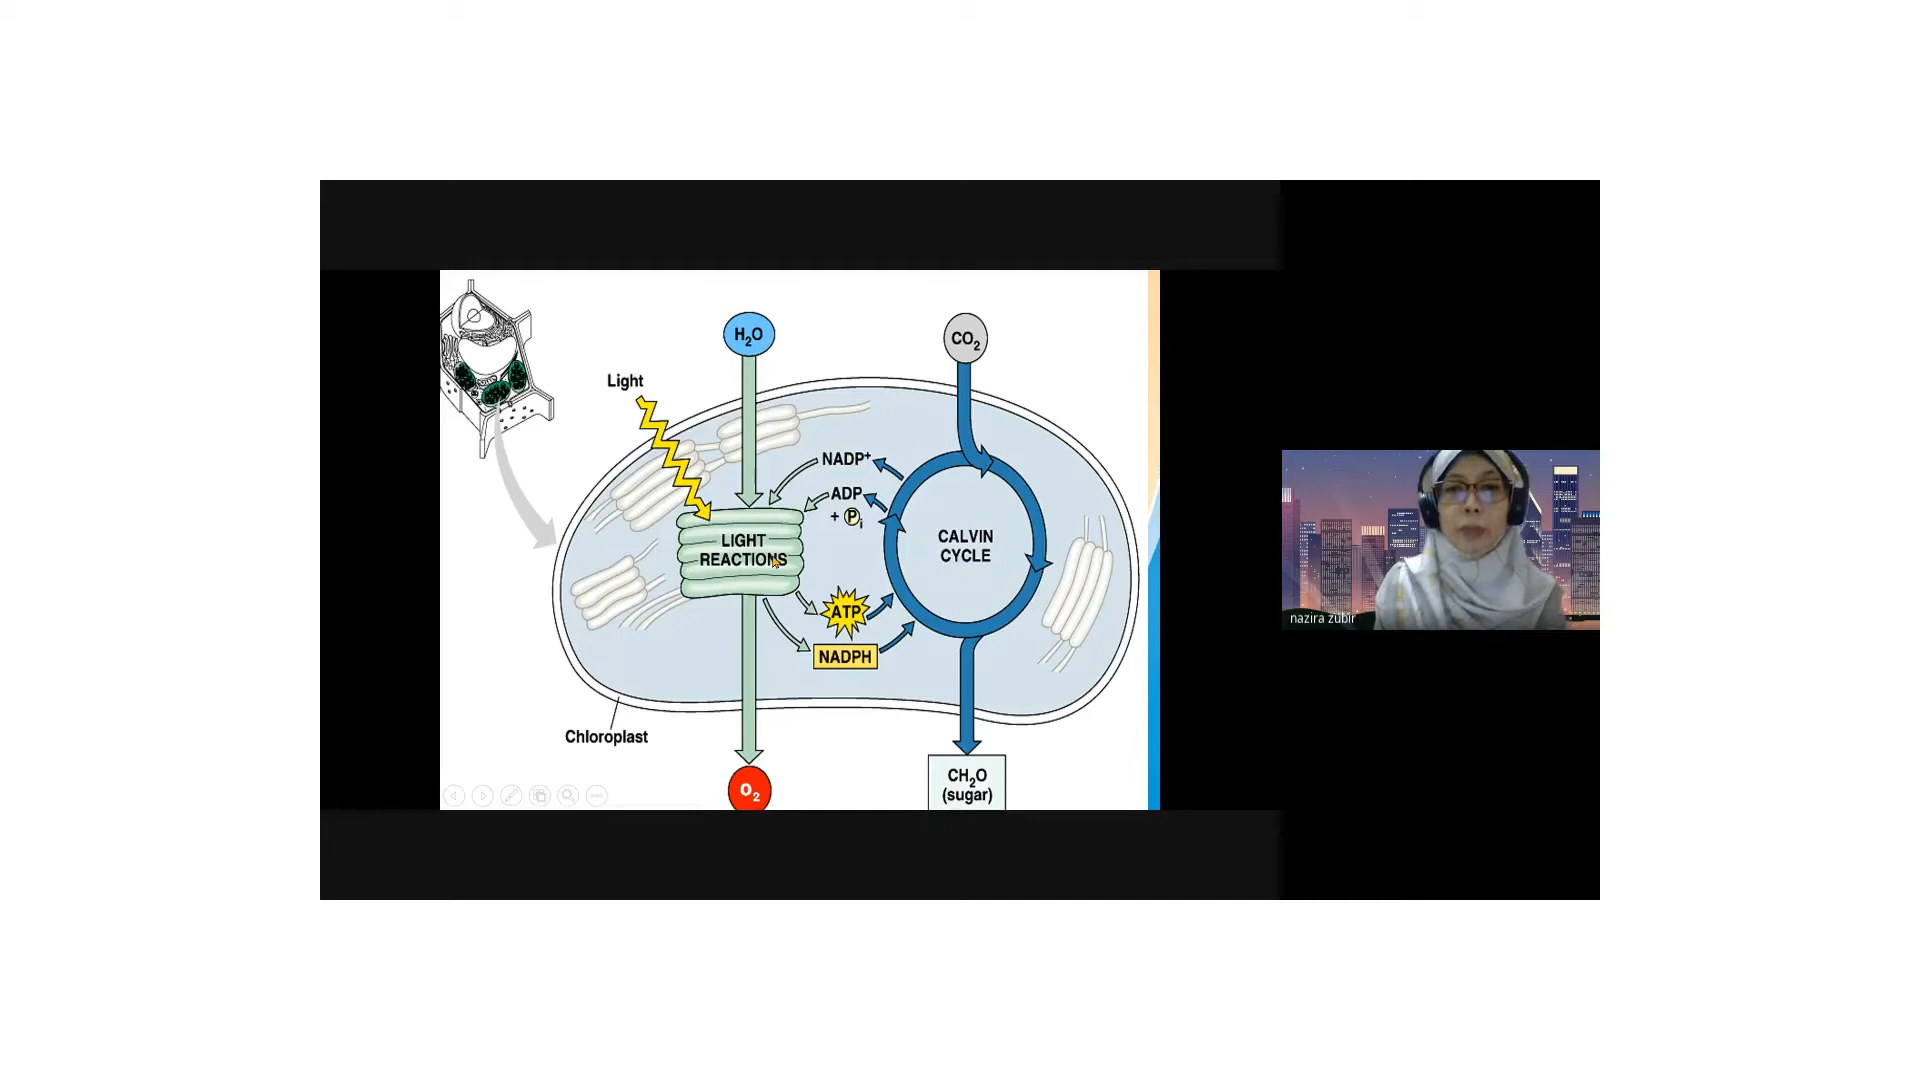 H₂O
CO₂
Light
NADP⁺
ADP
+ Pᵢ
LIGHT
REACTIONS
CALVIN
CYCLE
ATP
NADPH
Chloroplast
O₂
CH₂O
(sugar)
nazira zubir